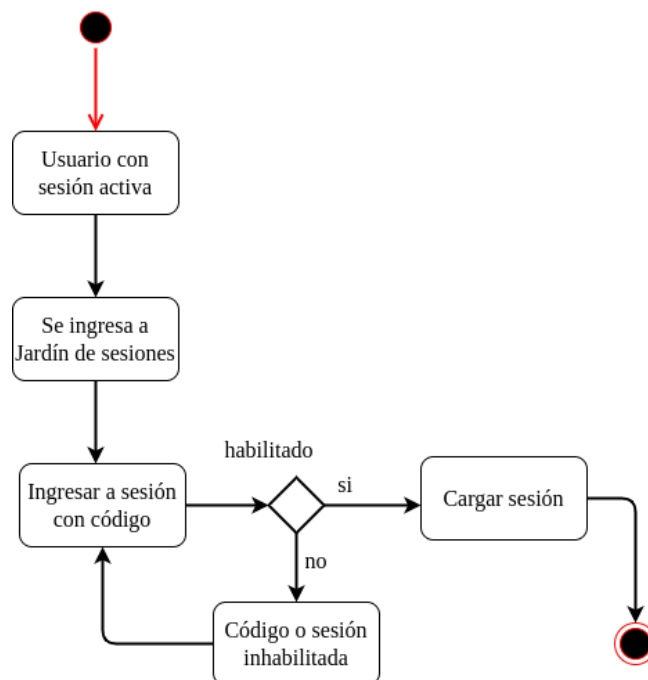 Usuario con
sesión activa
Se ingresa a
Jardín de sesiones
habilitado
Ingresar a sesión
con código
si
Cargar sesión
no
Código o sesión
inhabilitada